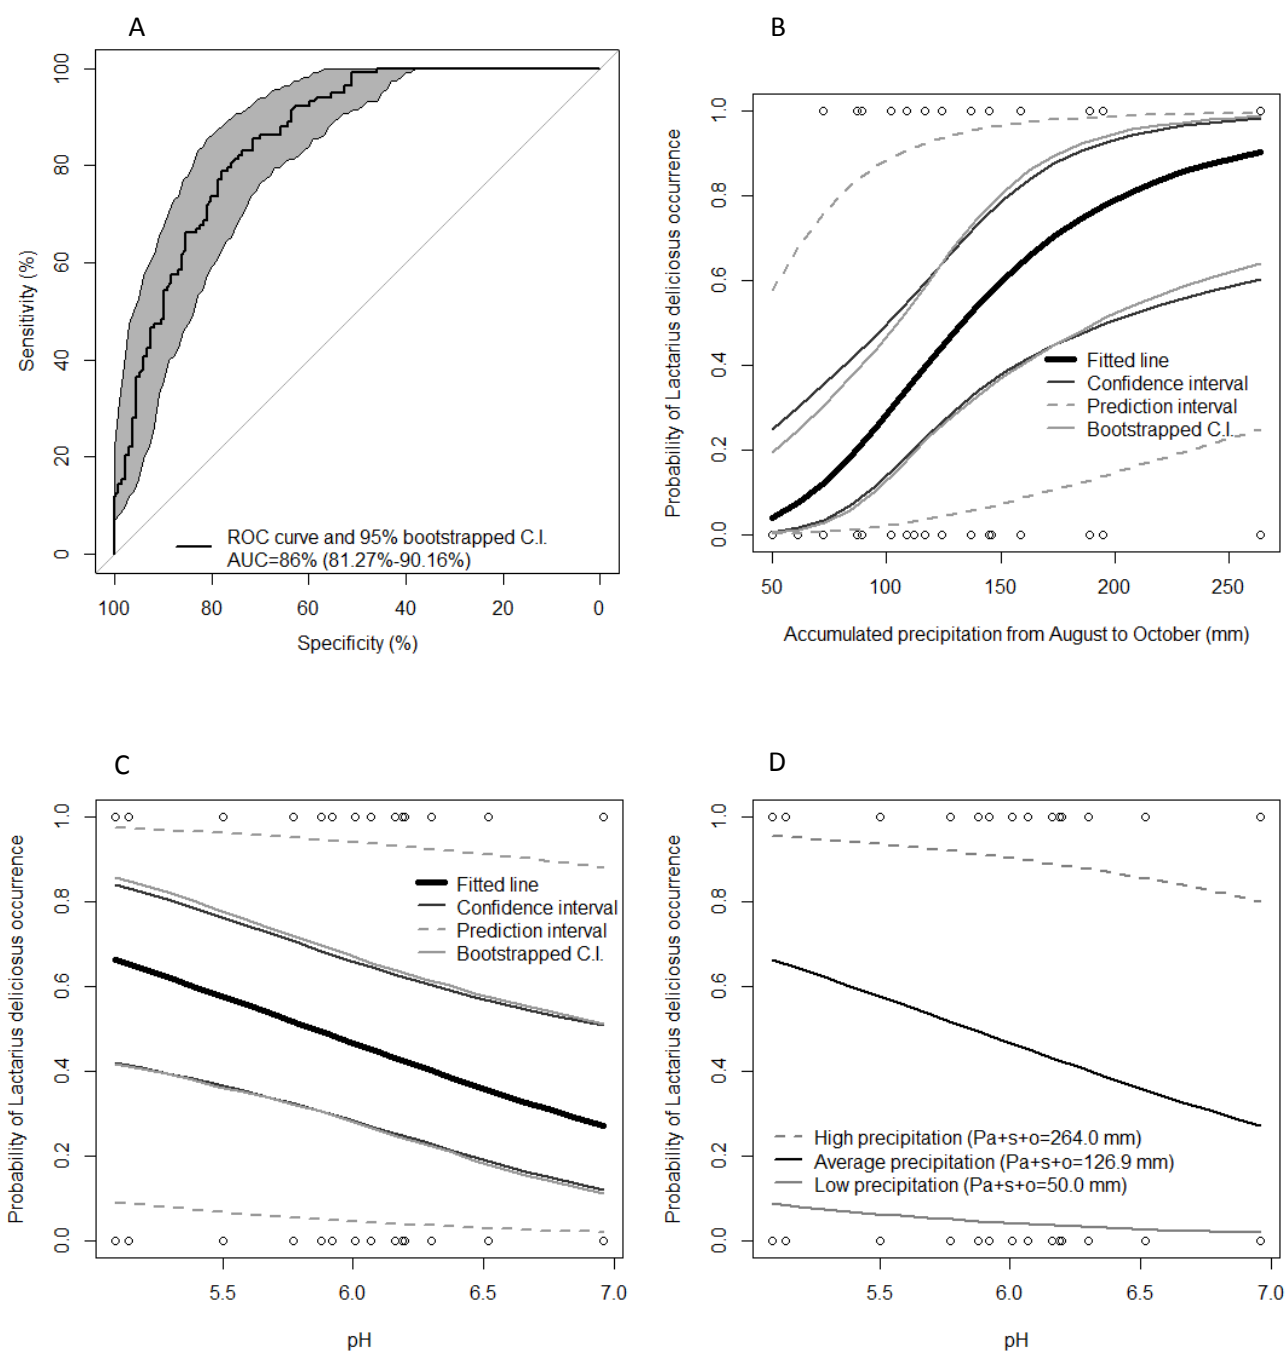 A
100
80
60
40
20
0
Sensitivity (%)
ROC curve and 95% bootstrapped C.I.
AUC=86% (81.27%-90.16%)
100 80 60 40 20 0
Specificity (%)
B
1.0
0.8
0.6
0.4
0.2
0.0
Probability of Lactarius deliciosus occurrence
Fitted line
Confidence interval
Prediction interval
Bootstrapped C.I.
50 100 150 200 250
Accumulated precipitation from August to October (mm)
C
1.0
0.8
0.6
0.4
0.2
0.0
Probability of Lactarius deliciosus occurrence
Fitted line
Confidence interval
Prediction interval
Bootstrapped C.I.
5.5 6.0 6.5 7.0
pH
D
1.0
0.8
0.6
0.4
0.2
0.0
Probability of Lactarius deliciosus occurrence
High precipitation (Pa+s+o=264.0 mm)
Average precipitation (Pa+s+o=126.9 mm)
Low precipitation (Pa+s+o=50.0 mm)
5.5 6.0 6.5 7.0
pH